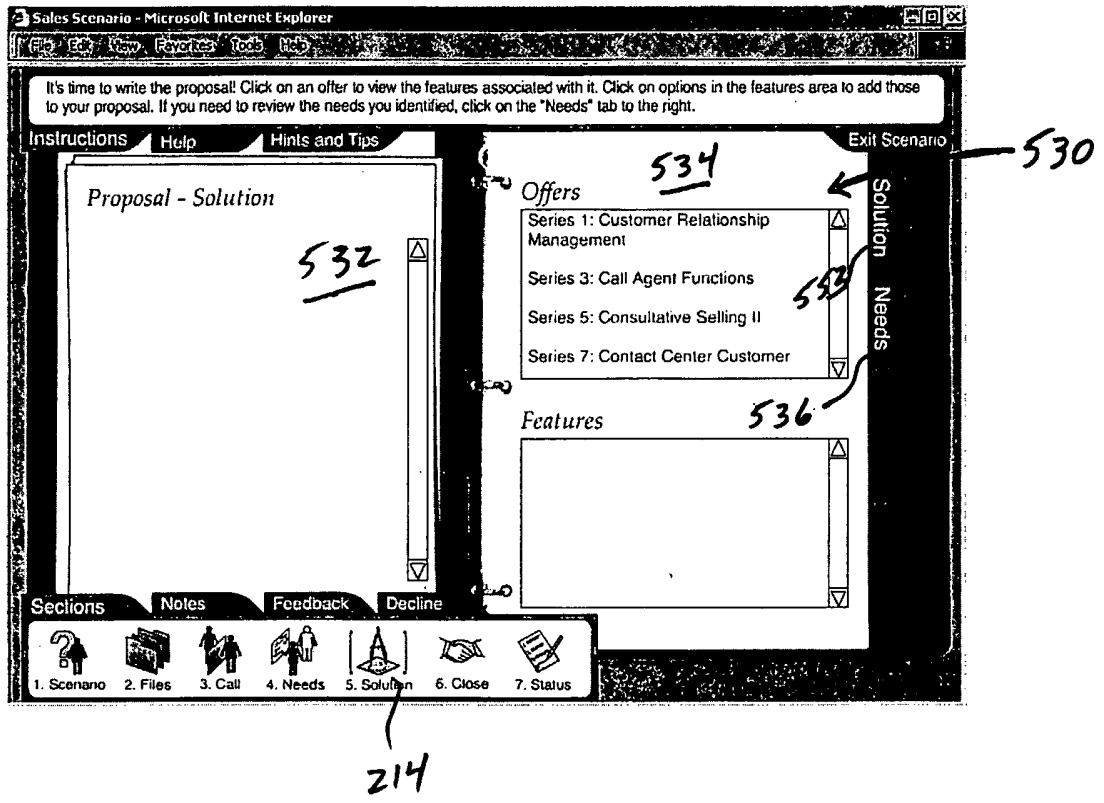 Sales Scenario - Microsoft Internet Explorer
File Edit View Favorites Tools Help
It's time to write the proposal! Click on an offer to view the features associated with it. Click on options in the features area to add those
to your proposal. If you need to review the needs you identified, click on the "Needs" tab to the right.
Instructions Help Hints and Tips Exit Scenario
530
Proposal - Solution
532
534
Offers
Series 1: Customer Relationship
Management
Series 3: Call Agent Functions
Series 5: Consultative Selling II
Series 7: Contact Center Customer
Solution
552
Needs
536
Features
Sections Notes Feedback Decline
1. Scenario 2. Files 3. Call 4. Needs 5. Solution 6. Close 7. Status
214